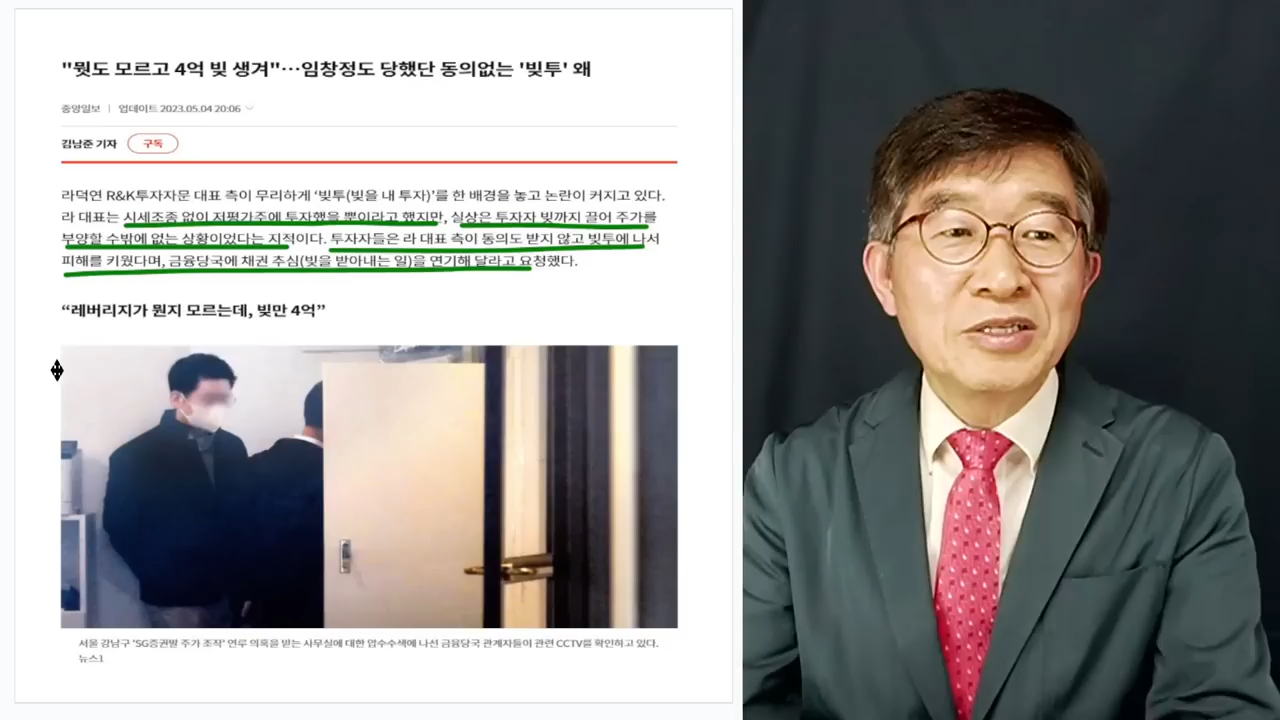 "뭣도 모르고 4억 빚 생겨"…임창정도 당했단 동의없는 '빚투' 왜
중앙일보 | 업데이트 2023.05.04 20:06
김남준 기자 구독
라덕연 R&K투자자문 대표 측이 무리하게 ‘빚투(빚을 내 투자)’를 한 배경을 놓고 논란이 커지고 있다.
라 대표는 시세조종 없이 저평가주에 투자했을 뿐이라고 했지만, 실상은 투자자 빚까지 끌어 주가를
부양할 수밖에 없는 상황이었다는 지적이다. 투자자들은 라 대표 측이 동의도 받지 않고 빚투에 나서
피해를 키웠다며, 금융당국에 채권 추심(빚을 받아내는 일)을 연기해 달라고 요청했다.
“레버리지가 뭔지 모르는데, 빚만 4억”
서울 강남구 'SG증권발 주가 조작' 연루 의혹을 받는 사무실에 대한 압수수색에 나선 금융당국 관계자들이 관련 CCTV를 확인하고 있다.
뉴스1